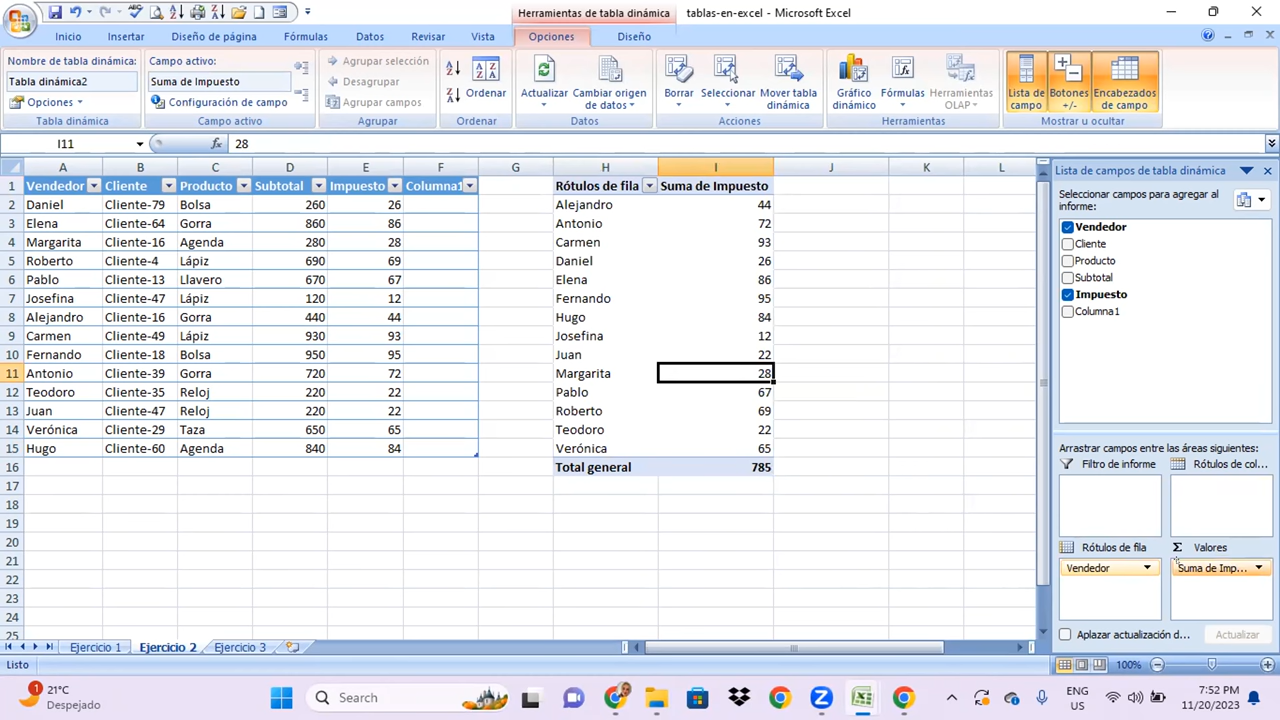 Herramientas de tabla dinámica
tablas-en-excel - Microsoft Excel
Inicio Insertar Diseño de página Fórmulas Datos Revisar Vista Opciones Diseño
Nombre de tabla dinámica:
Tabla dinámica2
Opciones
Tabla dinámica
Campo activo:
Suma de Impuesto
Configuración de campo
Campo activo
Agrupar selección
Desagrupar
Agrupar campos
Agrupar
Ordenar
Ordenar
Actualizar
Cambiar origen
de datos
Datos
Borrar
Seleccionar
Mover tabla
dinámica
Acciones
Gráfico
dinámico
Fórmulas
Herramientas
OLAP
Herramientas
Lista de
campo
Botones
+/-
Encabezados
de campo
Mostrar u ocultar
I11 fx 28
A B C D E F G H I J K L
1 Vendedor Cliente Producto Subtotal Impuesto Columna1 Rótulos de fila Suma de Impuesto
2 Daniel Cliente-79 Bolsa 260 26 Alejandro 44
3 Elena Cliente-64 Gorra 860 86 Antonio 72
4 Margarita Cliente-16 Agenda 280 28 Carmen 93
5 Roberto Cliente-4 Lápiz 690 69 Daniel 26
6 Pablo Cliente-13 Llavero 670 67 Elena 86
7 Josefina Cliente-47 Lápiz 120 12 Fernando 95
8 Alejandro Cliente-16 Gorra 440 44 Hugo 84
9 Carmen Cliente-49 Lápiz 930 93 Josefina 12
10 Fernando Cliente-18 Bolsa 950 95 Juan 22
11 Antonio Cliente-39 Gorra 720 72 Margarita 28
12 Teodoro Cliente-35 Reloj 220 22 Pablo 67
13 Juan Cliente-47 Reloj 220 22 Roberto 69
14 Verónica Cliente-29 Taza 650 65 Teodoro 22
15 Hugo Cliente-60 Agenda 840 84 Verónica 65
16 Total general 785
17
18
19
20
21
22
23
24
25
Lista de campos de tabla dinámica
Seleccionar campos para agregar al
informe:
Vendedor
Cliente
Producto
Subtotal
Impuesto
Columna1
Arrastrar campos entre las áreas siguientes:
Filtro de informe
Rótulos de col...
Rótulos de fila
Σ Valores
Vendedor
Suma de Imp...
Aplazar actualización d...
Actualizar
Ejercicio 1 Ejercicio 2 Ejercicio 3
Listo
100%
1
21°C
Despejado
Search
ENG
US
7:52 PM
11/20/2023